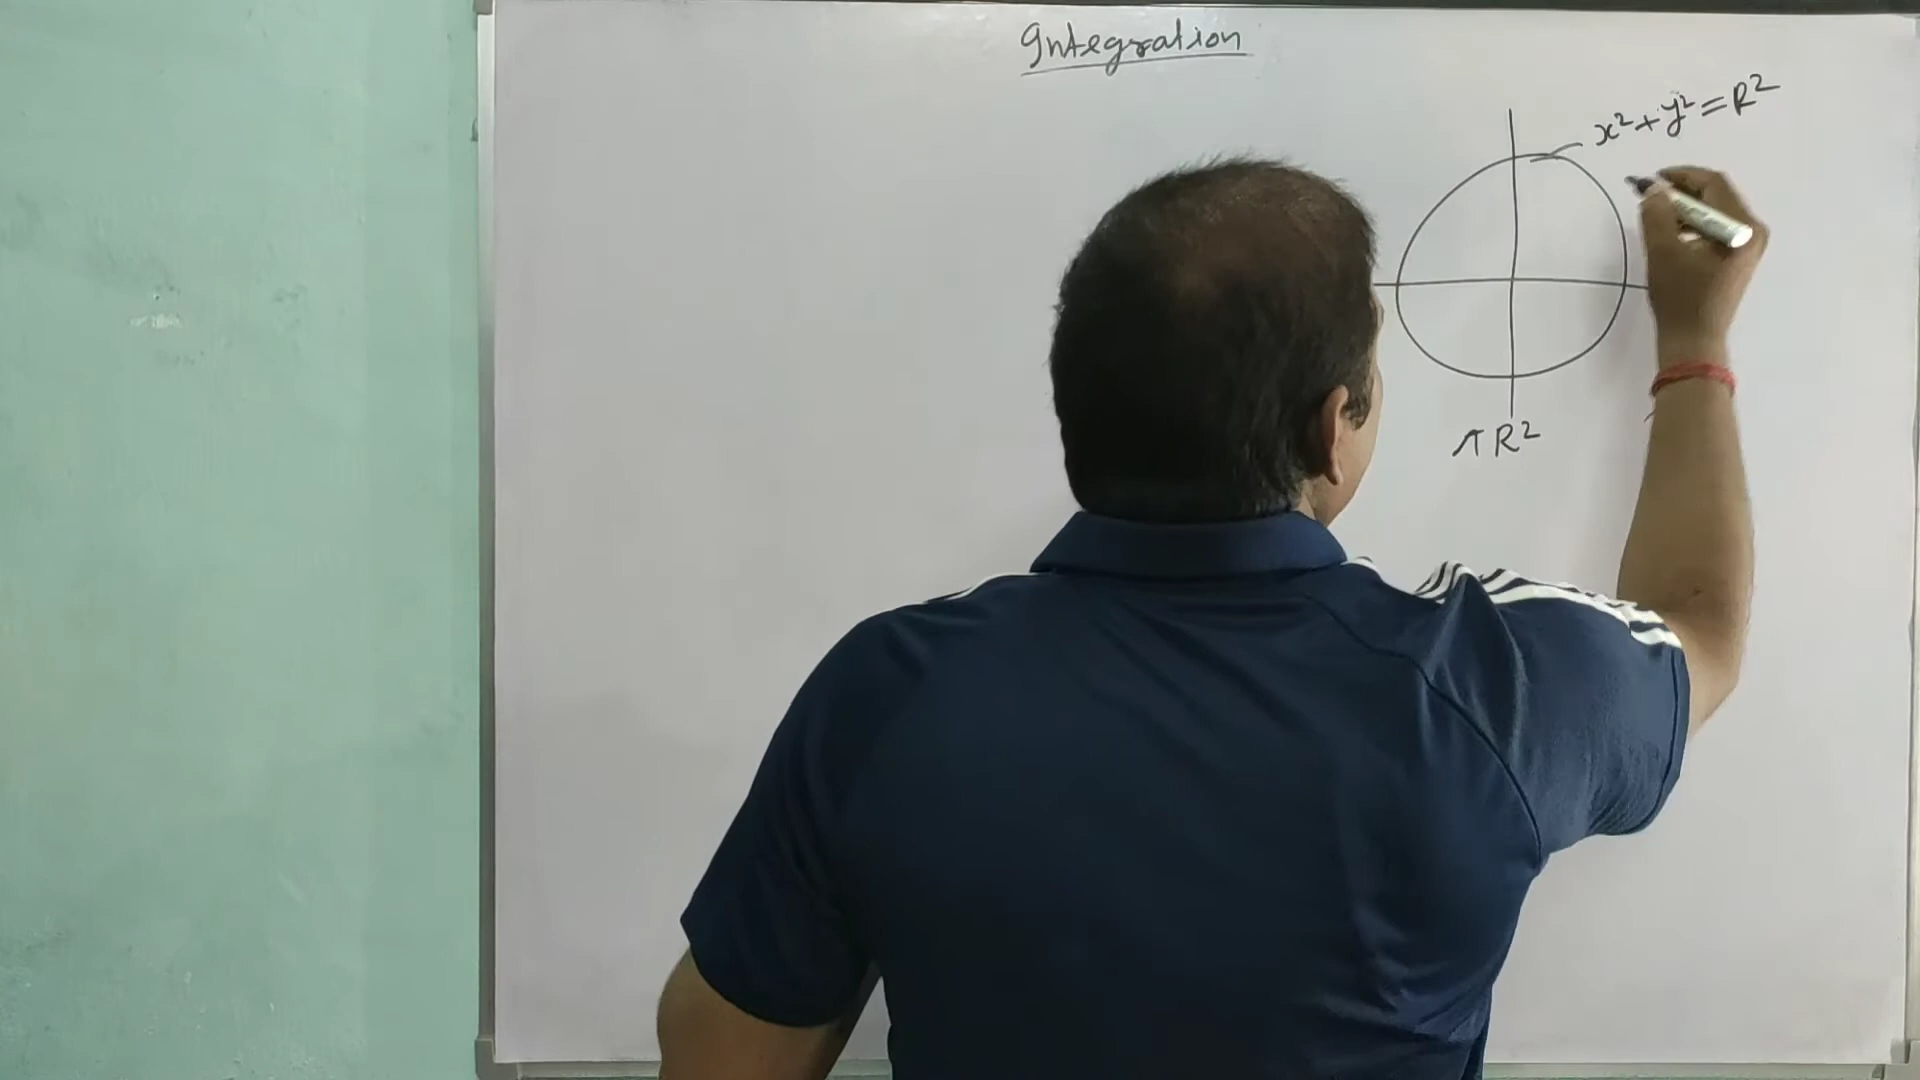 Integration
x²+y²=R²
πR²